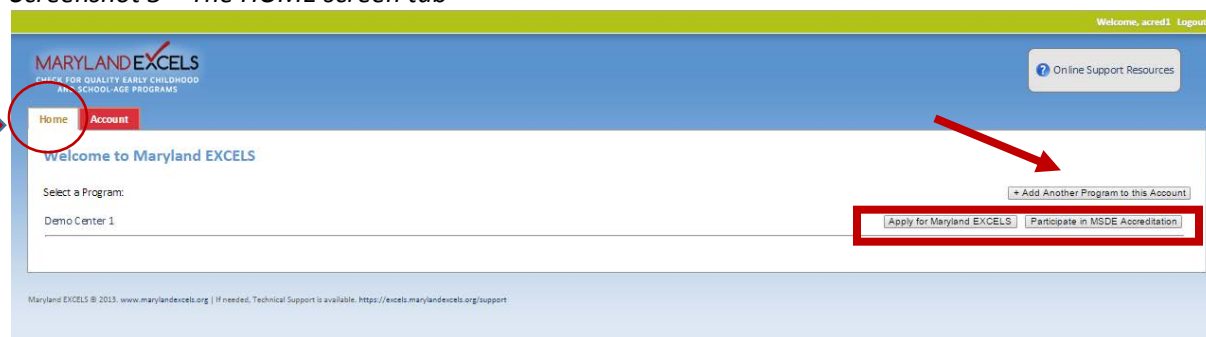 Screenshot 3 – The HOME screen tab
Welcome, acred1 Logout
MARYLAND EXCELS
CHECK FOR QUALITY EARLY CHILDHOOD
AND SCHOOL-AGE PROGRAMS
Online Support Resources
Home Account
Welcome to Maryland EXCELS
Select a Program:
+ Add Another Program to this Account
Demo Center 1 Apply for Maryland EXCELS Participate in MSDE Accreditation
Maryland EXCELS © 2013. www.marylandexcels.org | If needed, Technical Support is available. https://excels.marylandexcels.org/support